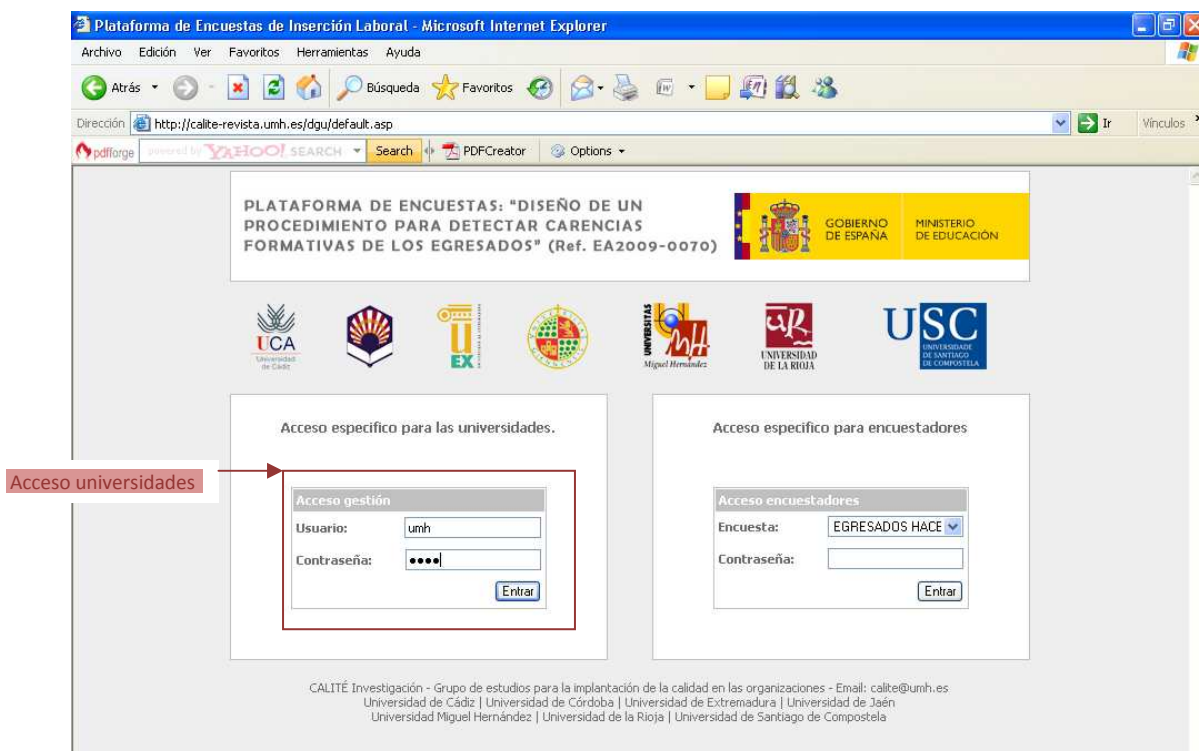 Plataforma de Encuestas de Inserción Laboral - Microsoft Internet Explorer
Archivo Edición Ver Favoritos Herramientas Ayuda
Atrás Búsqueda Favoritos
Dirección http://calite-revista.umh.es/dgu/default.asp Ir Vínculos
pdfforge powered by YAHOO! SEARCH Search PDFCreator Options
PLATAFORMA DE ENCUESTAS: "DISEÑO DE UN
PROCEDIMIENTO PARA DETECTAR CARENCIAS
FORMATIVAS DE LOS EGRESADOS" (Ref. EA2009-0070)
GOBIERNO
DE ESPAÑA
MINISTERIO
DE EDUCACIÓN
UCA
Universidad
de Cádiz
UEX
UNIVERSITAS
Miguel Hernández
UR
UNIVERSIDAD
DE LA RIOJA
USC
UNIVERSIDADE
DE SANTIAGO
DE COMPOSTELA
Acceso especifico para las universidades.
Acceso universidades
Acceso gestión
Usuario: umh
Contraseña: ••••
Entrar
Acceso especifico para encuestadores
Acceso encuestadores
Encuesta: EGRESADOS HACE
Contraseña:
Entrar
CALITÉ Investigación - Grupo de estudios para la implantación de la calidad en las organizaciones - Email: calite@umh.es
Universidad de Cádiz | Universidad de Córdoba | Universidad de Extremadura | Universidad de Jaén
Universidad Miguel Hernández | Universidad de la Rioja | Universidad de Santiago de Compostela